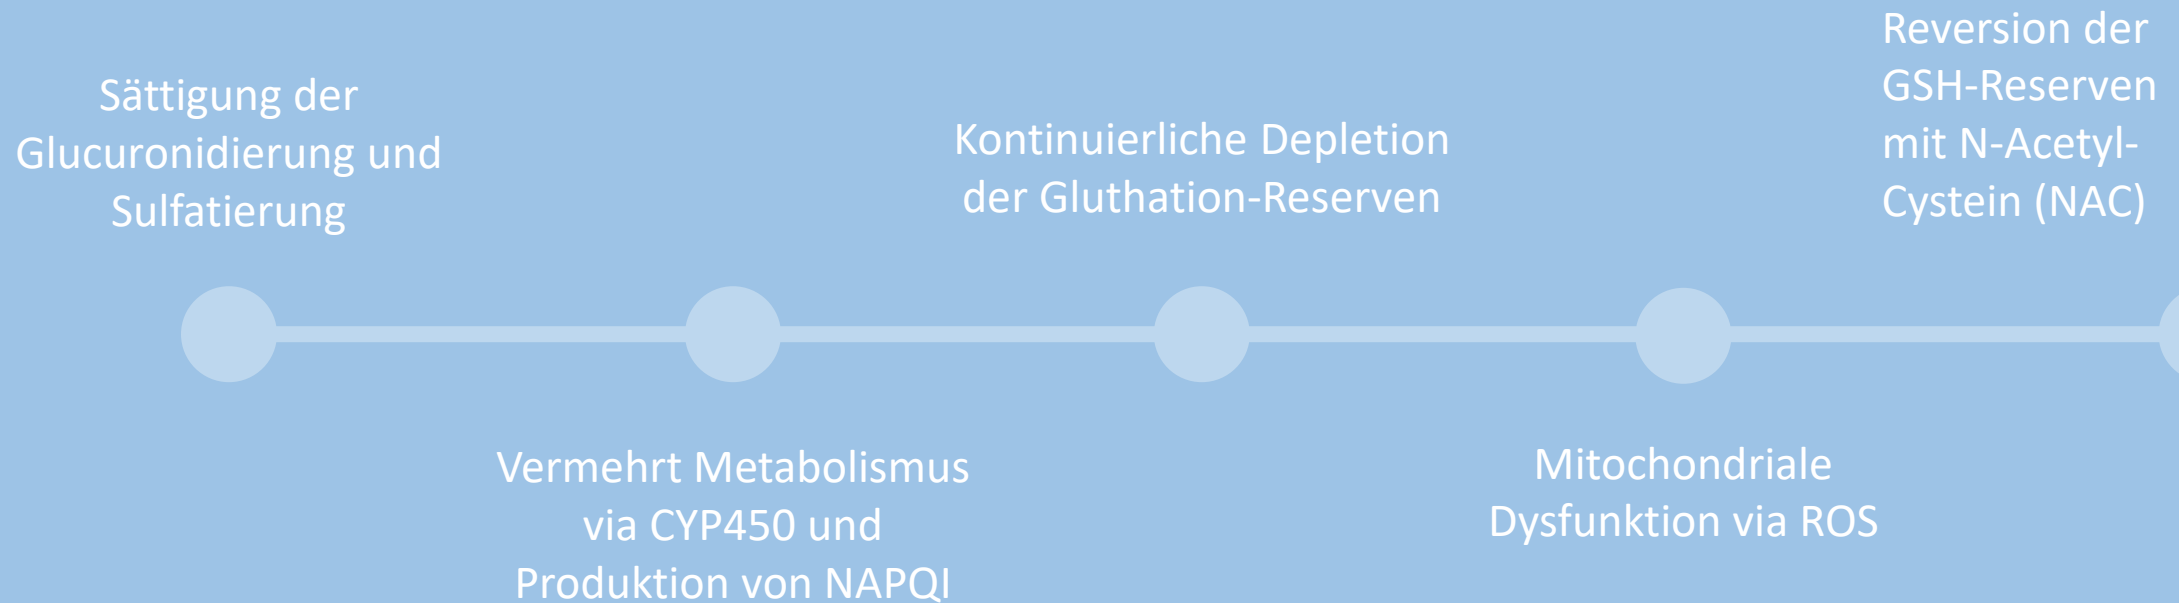 Sättigung der
Glucuronidierung und
Sulfatierung
Vermehrt Metabolismus
via CYP450 und
Produktion von NAPQI
Kontinuierliche Depletion
der Gluthation-Reserven
Mitochondriale
Dysfunktion via ROS
Reversion der
GSH-Reserven
mit N-Acetyl-
Cystein (NAC)